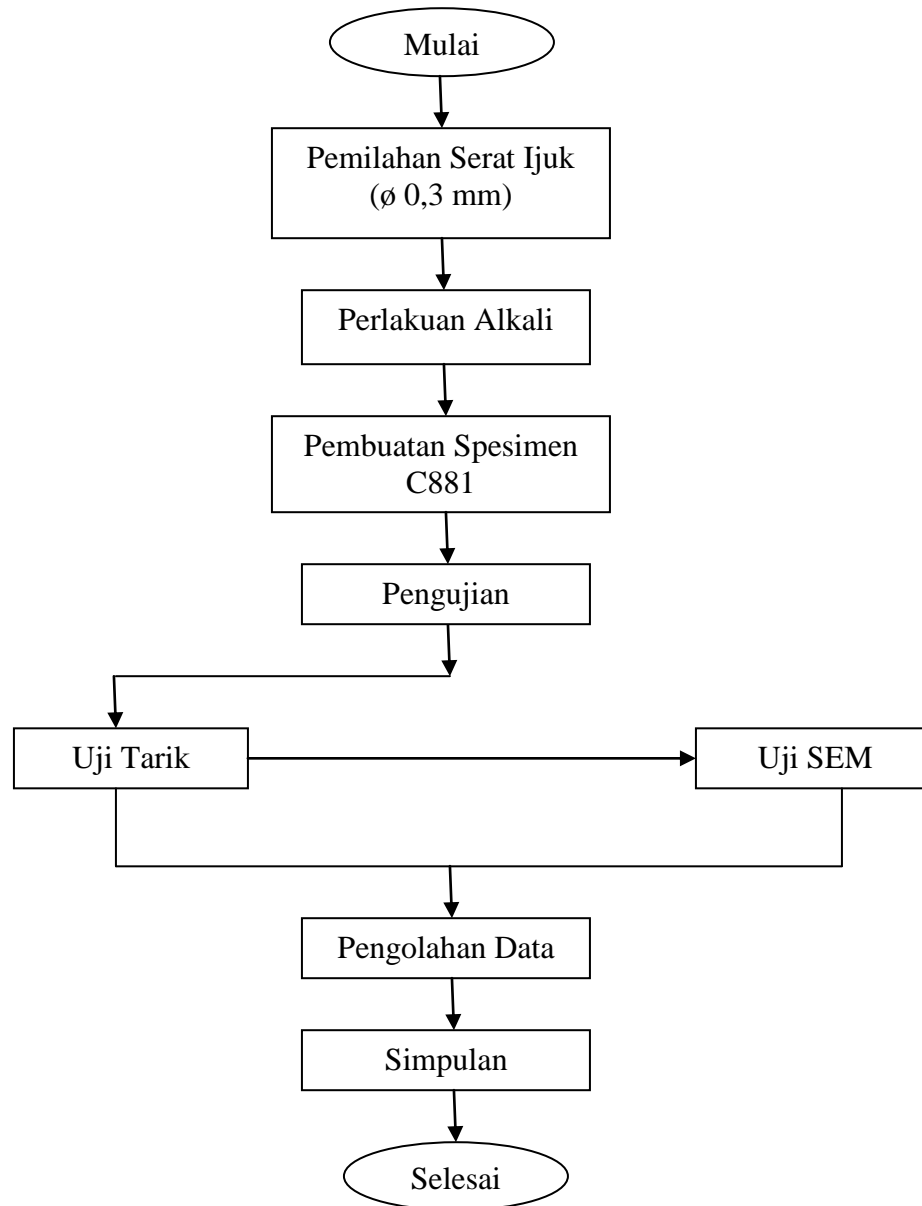 Mulai
Pemilahan Serat Ijuk
(ø 0,3 mm)
Perlakuan Alkali
Pembuatan Spesimen
C881
Pengujian
Uji Tarik
Uji SEM
Pengolahan Data
Simpulan
Selesai